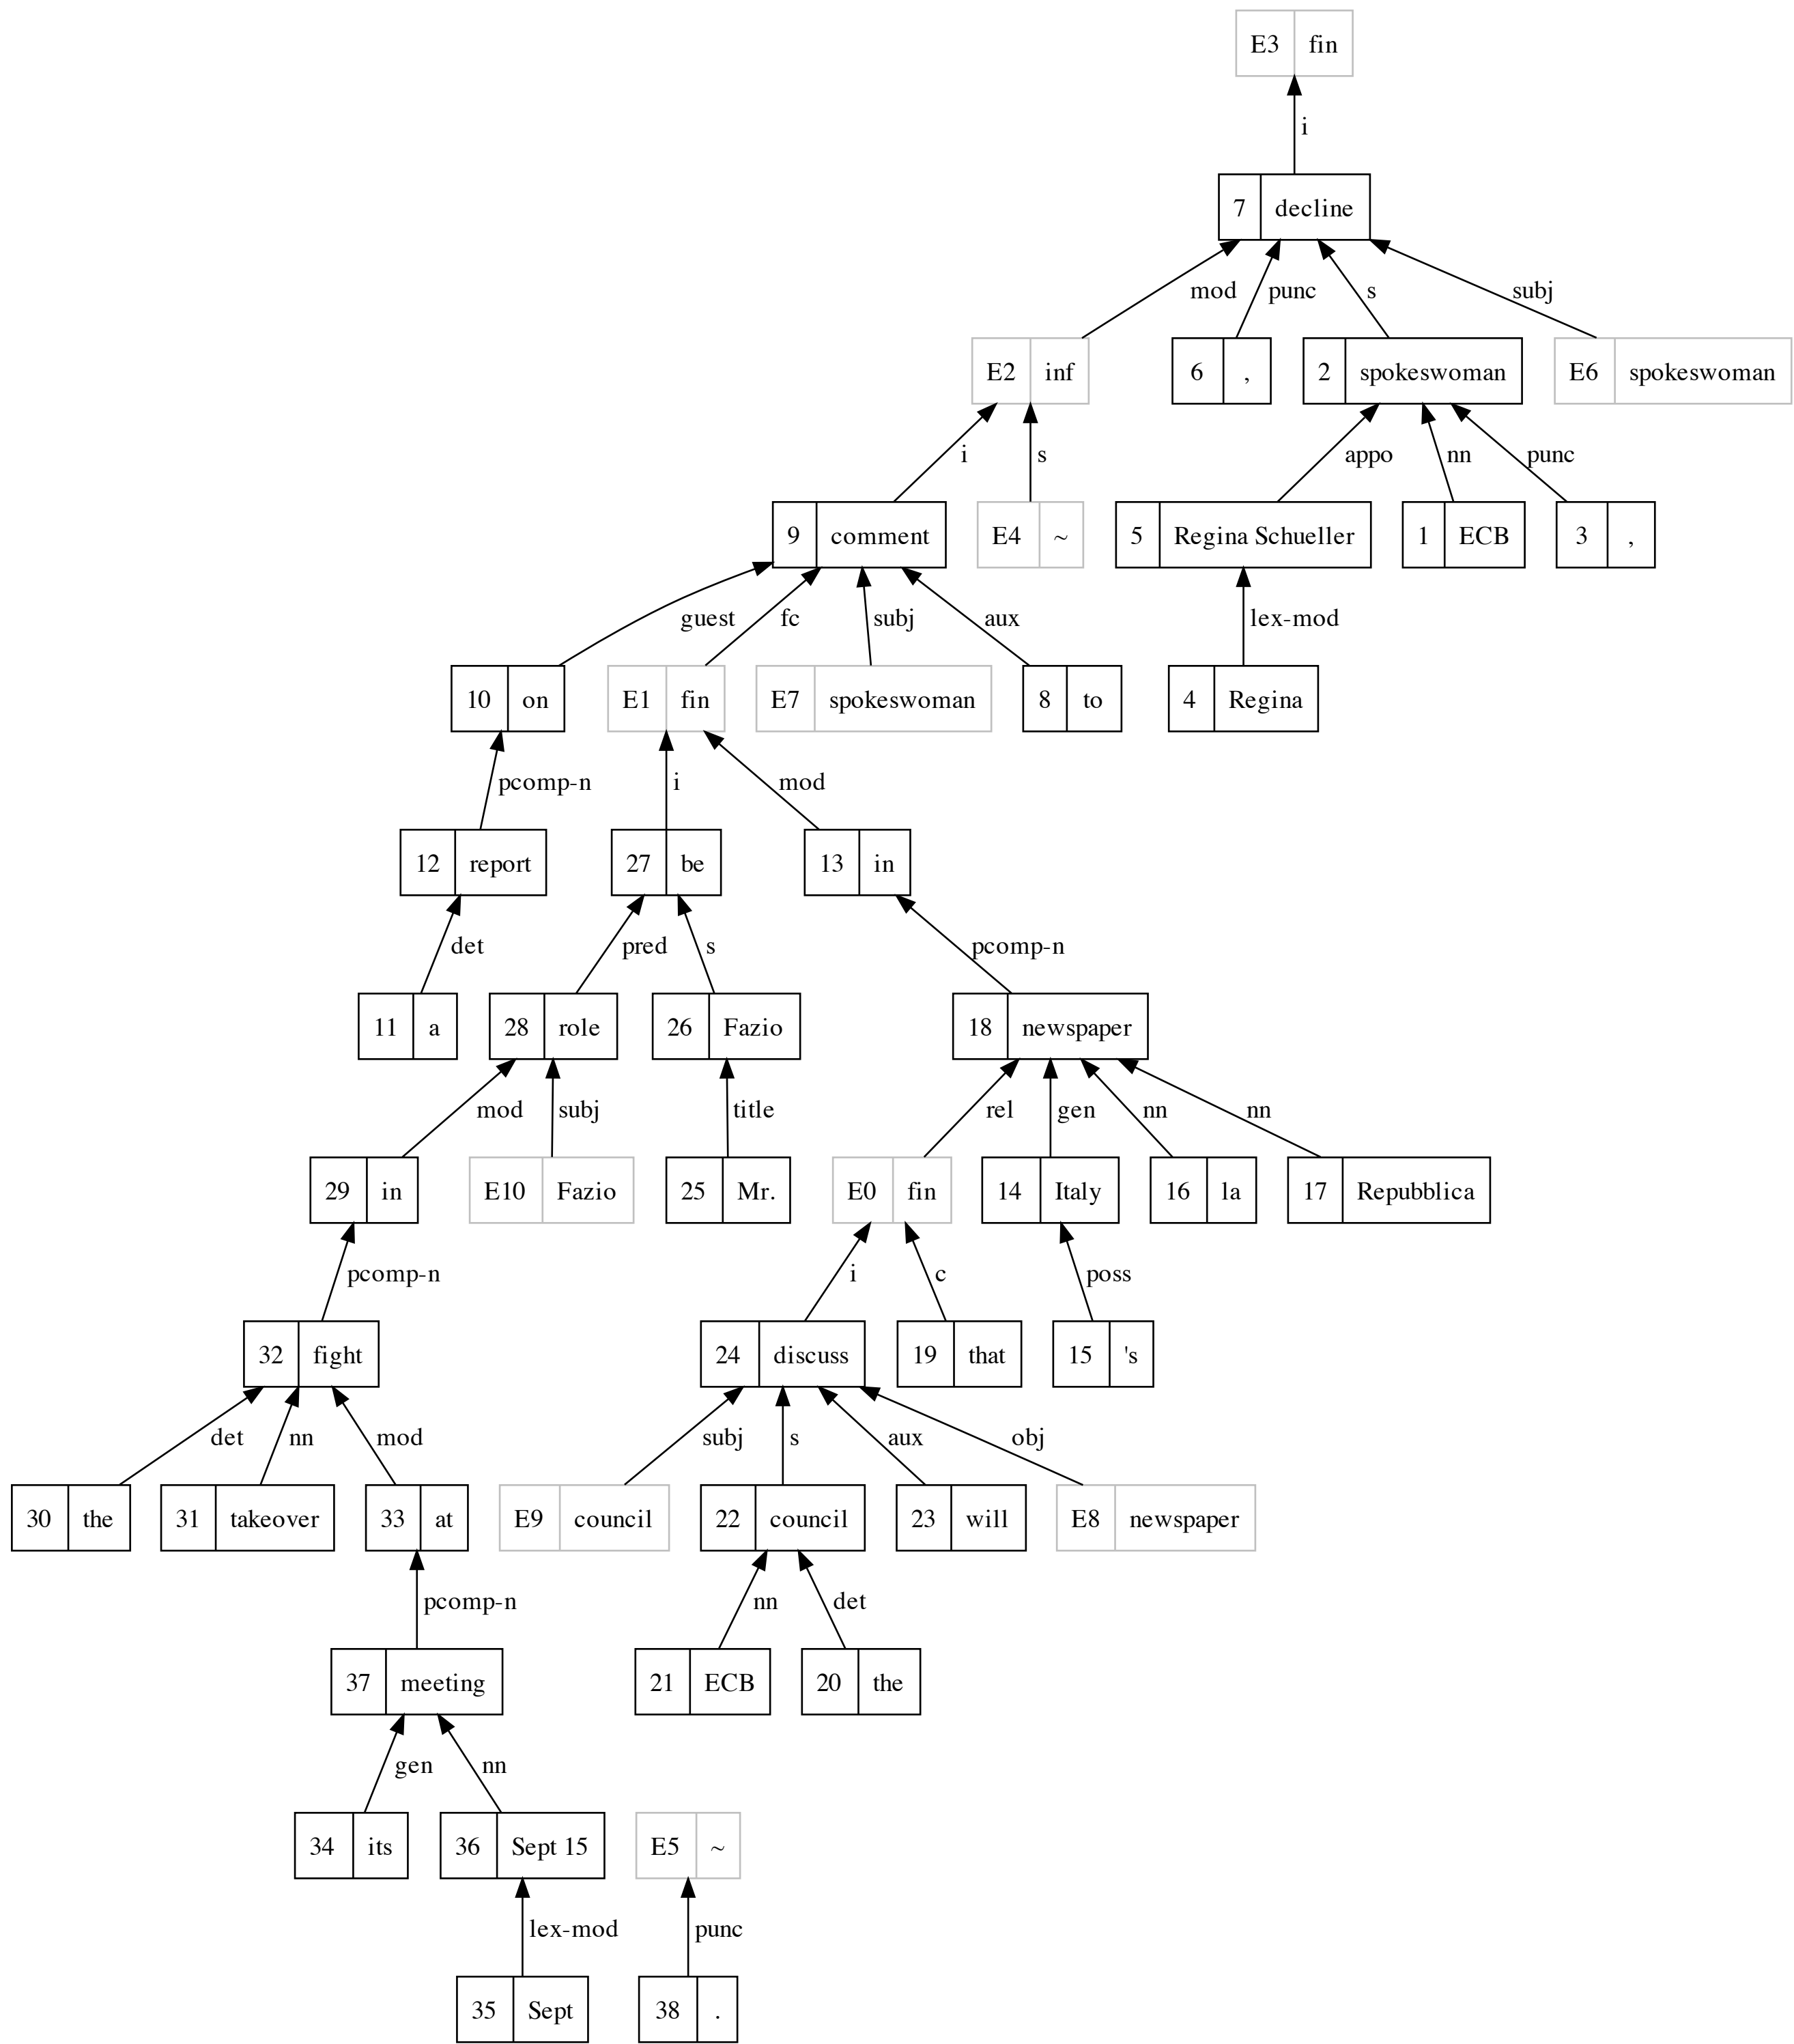 E3 fin
i
7 decline
mod punc s subj
E2 inf 6 , 2 spokeswoman E6 spokeswoman
i s appo nn punc
9 comment E4 ~ 5 Regina Schueller 1 ECB 3 ,
guest fc subj aux lex-mod
10 on E1 fin E7 spokeswoman 8 to 4 Regina
pcomp-n i mod
12 report 27 be 13 in
det pred s pcomp-n
11 a 28 role 26 Fazio 18 newspaper
mod subj title rel gen nn nn
29 in E10 Fazio 25 Mr. E0 fin 14 Italy 16 la 17 Repubblica
pcomp-n i c poss
32 fight 24 discuss 19 that 15 's
det nn mod subj s aux obj
30 the 31 takeover 33 at E9 council 22 council 23 will E8 newspaper
pcomp-n nn det
37 meeting 21 ECB 20 the
gen nn
34 its 36 Sept 15 E5 ~
lex-mod punc
35 Sept 38 .